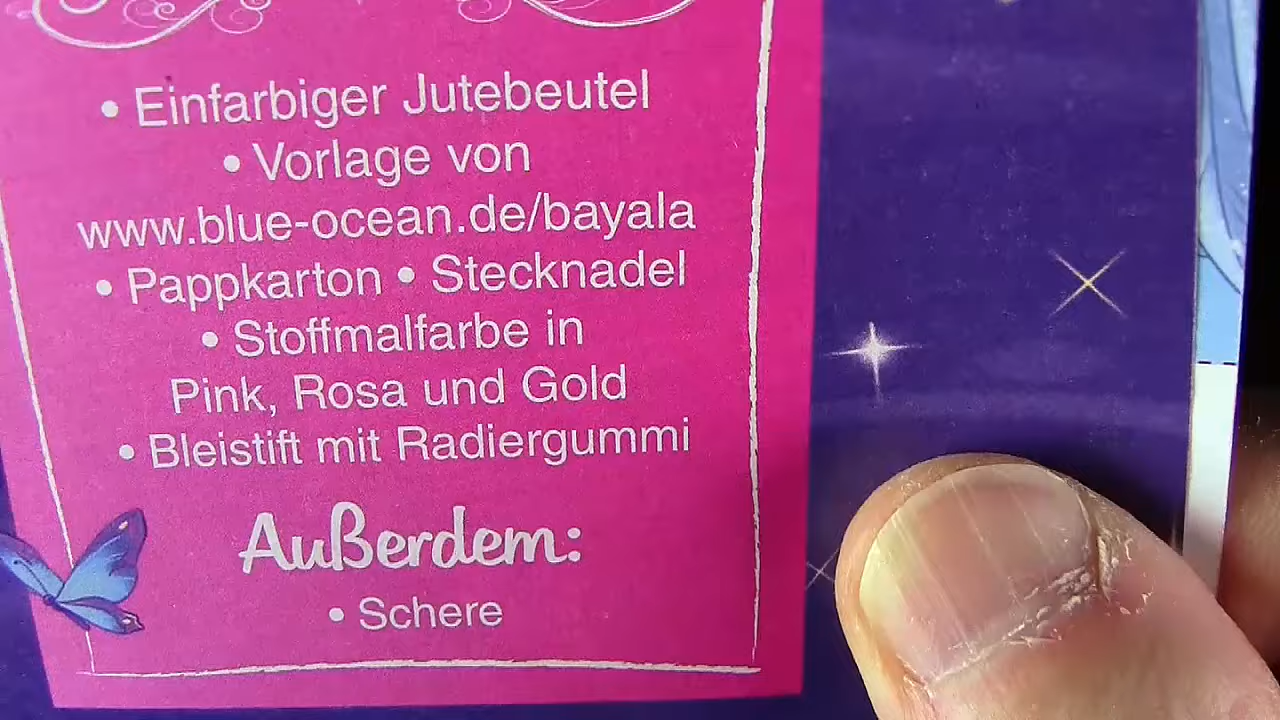 • Einfarbiger Jutebeutel
• Vorlage von
www.blue-ocean.de/bayala
• Pappkarton • Stecknadel
• Stoffmalfarbe in
Pink, Rosa und Gold
• Bleistift mit Radiergummi
Außerdem:
• Schere